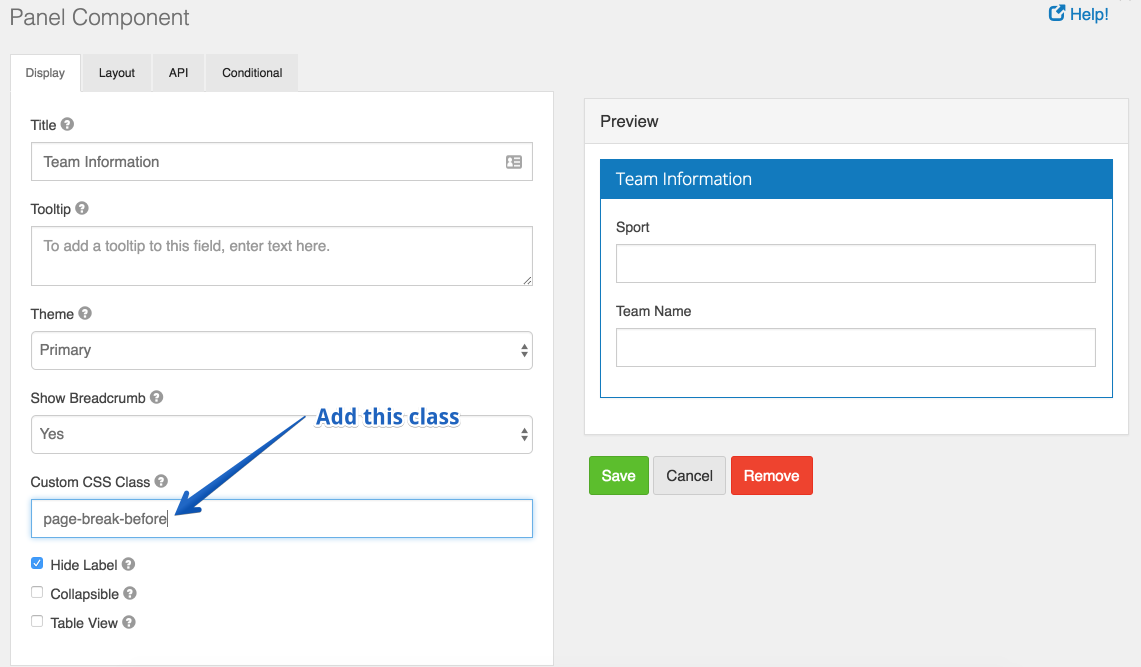 Panel Component
Help!
Display Layout API Conditional
Title
Team Information
Tooltip
To add a tooltip to this field, enter text here.
Theme
Primary
Show Breadcrumb
Yes
Add this class
Custom CSS Class
page-break-before
Hide Label
Collapsible
Table View
Preview
Team Information
Sport
Team Name
Save Cancel Remove